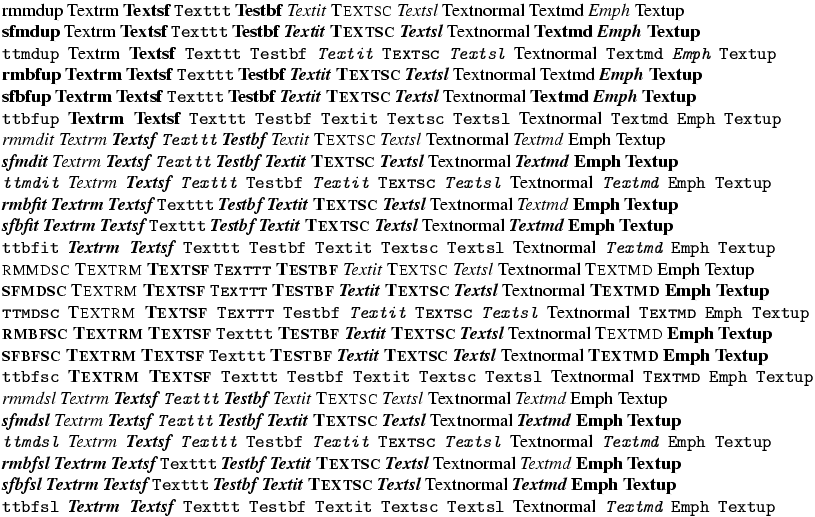 rmmdup Textrm Textsf Texttt Testbf Textit TEXTSC Textsl Textnormal Textmd Emph Textup
sfmdup Textrm Textsf Texttt Testbf Textit TEXTSC Textsl Textnormal Textmd Emph Textup
ttmdup Textrm Textsf Texttt Testbf Textit TEXTSC Textsl Textnormal Textmd Emph Textup
rmbfup Textrm Textsf Texttt Testbf Textit TEXTSC Textsl Textnormal Textmd Emph Textup
sfbfup Textrm Textsf Texttt Testbf Textit TEXTSC Textsl Textnormal Textmd Emph Textup
ttbfup Textrm Textsf Texttt Testbf Textit Textsc Textsl Textnormal Textmd Emph Textup
rmmdit Textrm Textsf Texttt Testbf Textit TEXTSC Textsl Textnormal Textmd Emph Textup
sfmdit Textrm Textsf Texttt Testbf Textit TEXTSC Textsl Textnormal Textmd Emph Textup
ttmdit Textrm Textsf Texttt Testbf Textit TEXTSC Textsl Textnormal Textmd Emph Textup
rmbfit Textrm Textsf Texttt Testbf Textit TEXTSC Textsl Textnormal Textmd Emph Textup
sfbfit Textrm Textsf Texttt Testbf Textit TEXTSC Textsl Textnormal Textmd Emph Textup
ttbfit Textrm Textsf Texttt Testbf Textit Textsc Textsl Textnormal Textmd Emph Textup
RMMDSC TEXTRM TEXTSF TEXTTT TESTBF Textit TEXTSC Textsl Textnormal TEXTMD Emph Textup
SFMDSC TEXTRM TEXTSF TEXTTT TESTBF Textit TEXTSC Textsl Textnormal TEXTMD Emph Textup
TTMDSC TEXTRM TEXTSF TEXTTT Testbf Textit TEXTSC Textsl Textnormal TEXTMD Emph Textup
RMBFSC TEXTRM TEXTSF Texttt TESTBF Textit TEXTSC Textsl Textnormal TEXTMD Emph Textup
SFBFSC TEXTRM TEXTSF Texttt TESTBF Textit TEXTSC Textsl Textnormal TEXTMD Emph Textup
ttbfsc TEXTRM TEXTSF Texttt Testbf Textit Textsc Textsl Textnormal TEXTMD Emph Textup
rmmdsl Textrm Textsf Texttt Testbf Textit TEXTSC Textsl Textnormal Textmd Emph Textup
sfmdsl Textrm Textsf Texttt Testbf Textit TEXTSC Textsl Textnormal Textmd Emph Textup
ttmdsl Textrm Textsf Texttt Testbf Textit TEXTSC Textsl Textnormal Textmd Emph Textup
rmbfsl Textrm Textsf Texttt Testbf Textit TEXTSC Textsl Textnormal Textmd Emph Textup
sfbfsl Textrm Textsf Texttt Testbf Textit TEXTSC Textsl Textnormal Textmd Emph Textup
ttbfsl Textrm Textsf Texttt Testbf Textit Textsc Textsl Textnormal Textmd Emph Textup